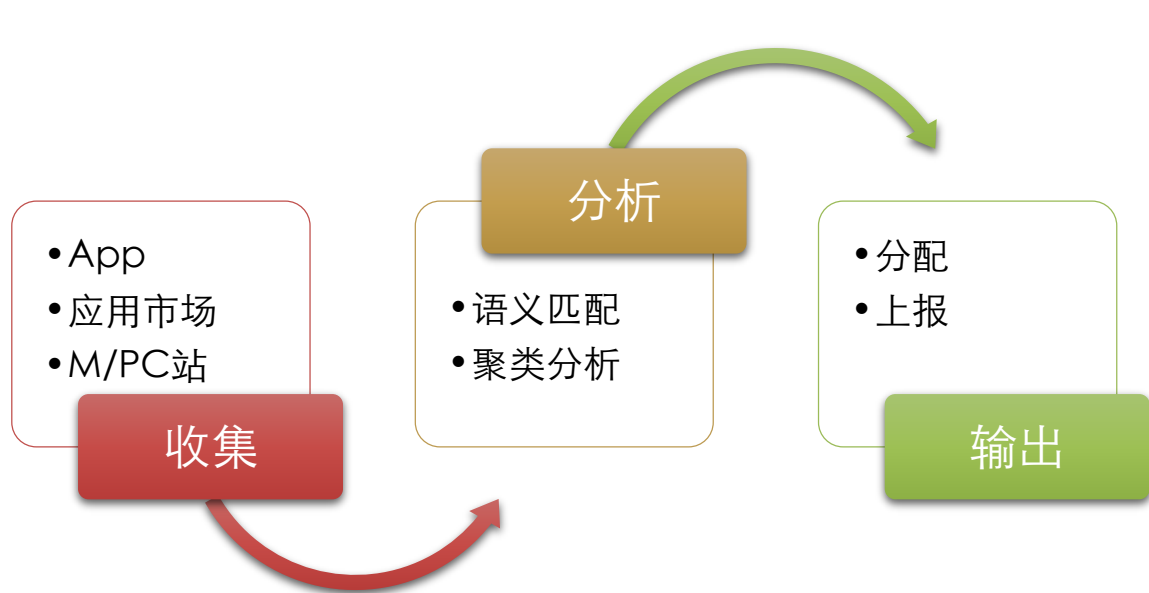 App
应用市场
M/PC站
收集
分析
语义匹配
聚类分析
分配
上报
输出